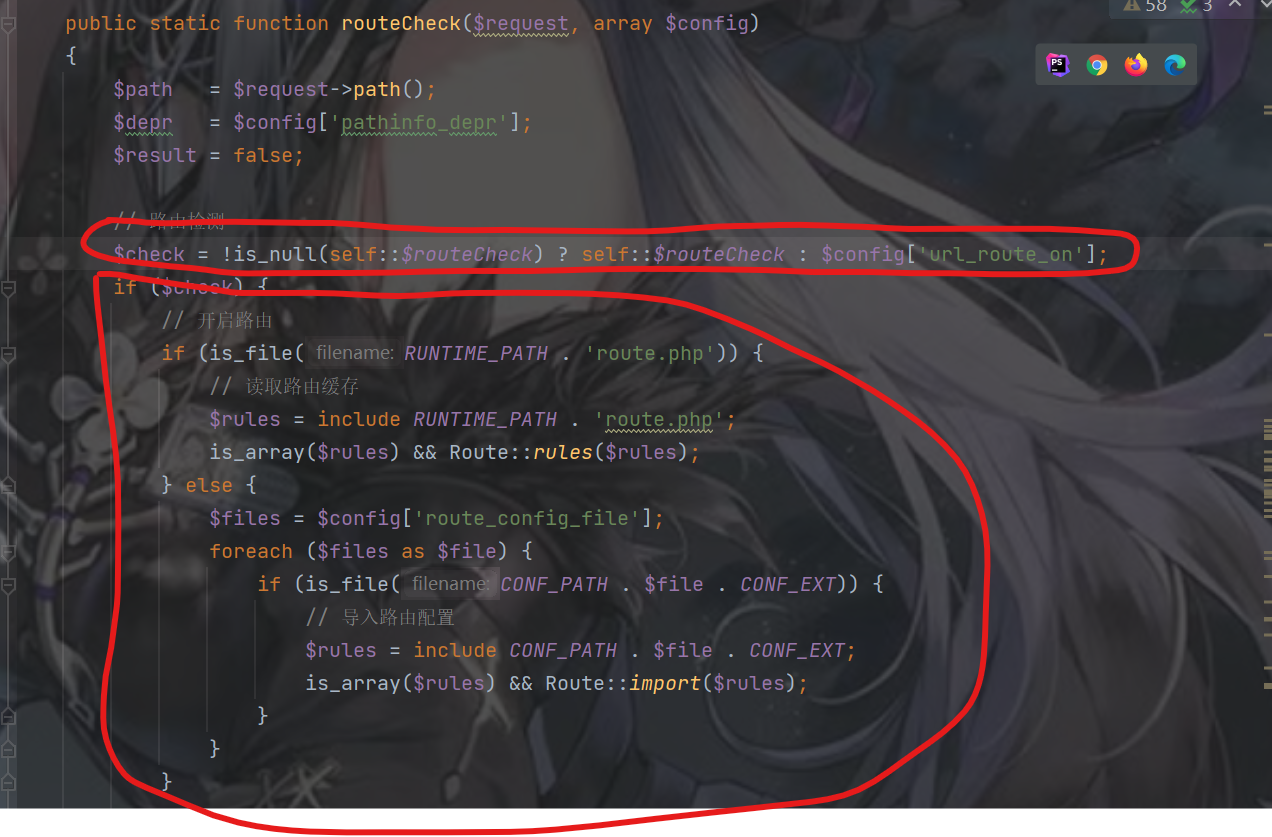 58 3
public static function routeCheck($request, array $config)
{
PS
$path   = $request->path();
$depr   = $config['pathinfo_depr'];
$result = false;
// 路由检测
$check = !is_null(self::$routeCheck) ? self::$routeCheck : $config['url_route_on'];
if ($check) {
// 开启路由
if (is_file( filename: RUNTIME_PATH . 'route.php')) {
// 读取路由缓存
$rules = include RUNTIME_PATH . 'route.php';
is_array($rules) && Route::rules($rules);
} else {
$files = $config['route_config_file'];
foreach ($files as $file) {
if (is_file( filename: CONF_PATH . $file . CONF_EXT)) {
// 导入路由配置
$rules = include CONF_PATH . $file . CONF_EXT;
is_array($rules) && Route::import($rules);
}
}
}